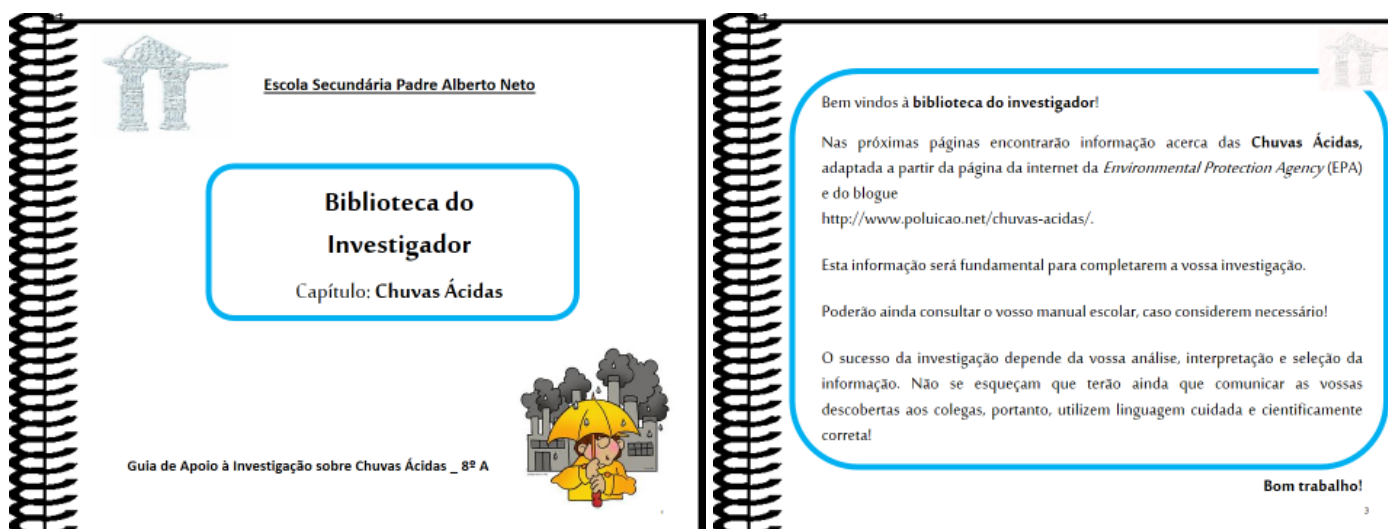 Escola Secundária Padre Alberto Neto
Biblioteca do
Investigador
Capítulo: Chuvas Ácidas
Guia de Apoio à Investigação sobre Chuvas Ácidas _ 8º A
Bem vindos à biblioteca do investigador!
Nas próximas páginas encontrarão informação acerca das Chuvas Ácidas,
adaptada a partir da página da internet da Environmental Protection Agency (EPA)
e do blogue
http://www.poluicao.net/chuvas-acidas/.
Esta informação será fundamental para completarem a vossa investigação.
Poderão ainda consultar o vosso manual escolar, caso considerem necessário!
O sucesso da investigação depende da vossa análise, interpretação e seleção da
informação. Não se esqueçam que terão ainda que comunicar as vossas
descobertas aos colegas, portanto, utilizem linguagem cuidada e cientificamente
correta!
Bom trabalho!
3